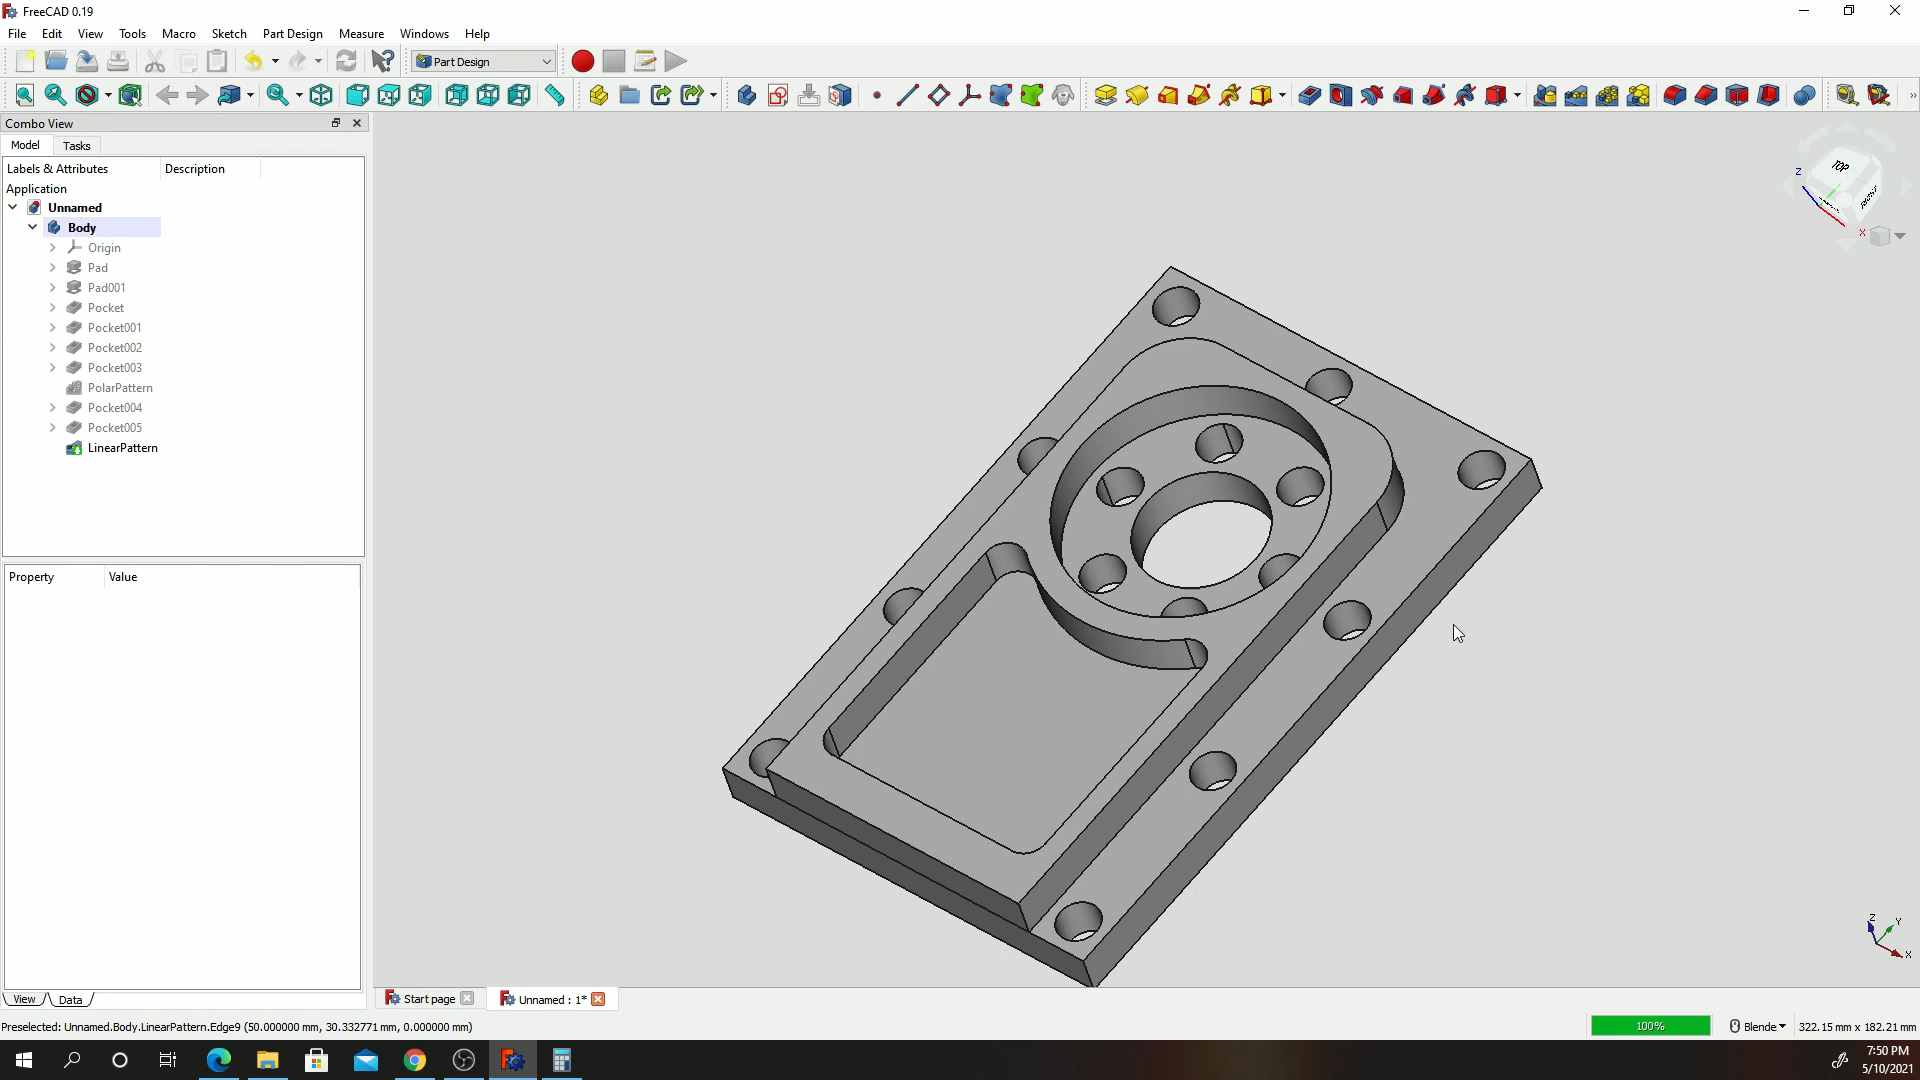 FreeCAD 0.19
File Edit View Tools Macro Sketch Part Design Measure Windows Help
Part Design
Combo View
Model Tasks
Labels & Attributes Description
Application
Unnamed
Body
Origin
Pad
Pad001
Pocket
Pocket001
Pocket002
Pocket003
PolarPattern
Pocket004
Pocket005
LinearPattern
Property Value
TOP
RIGHT
Z
X
Z
Y
X
View Data
Start page Unnamed : 1*
Preselected: Unnamed.Body.LinearPattern.Edge9 (50.000000 mm, 30.332771 mm, 0.000000 mm)
100% Blende 322.15 mm x 182.21 mm
7:50 PM
5/10/2021